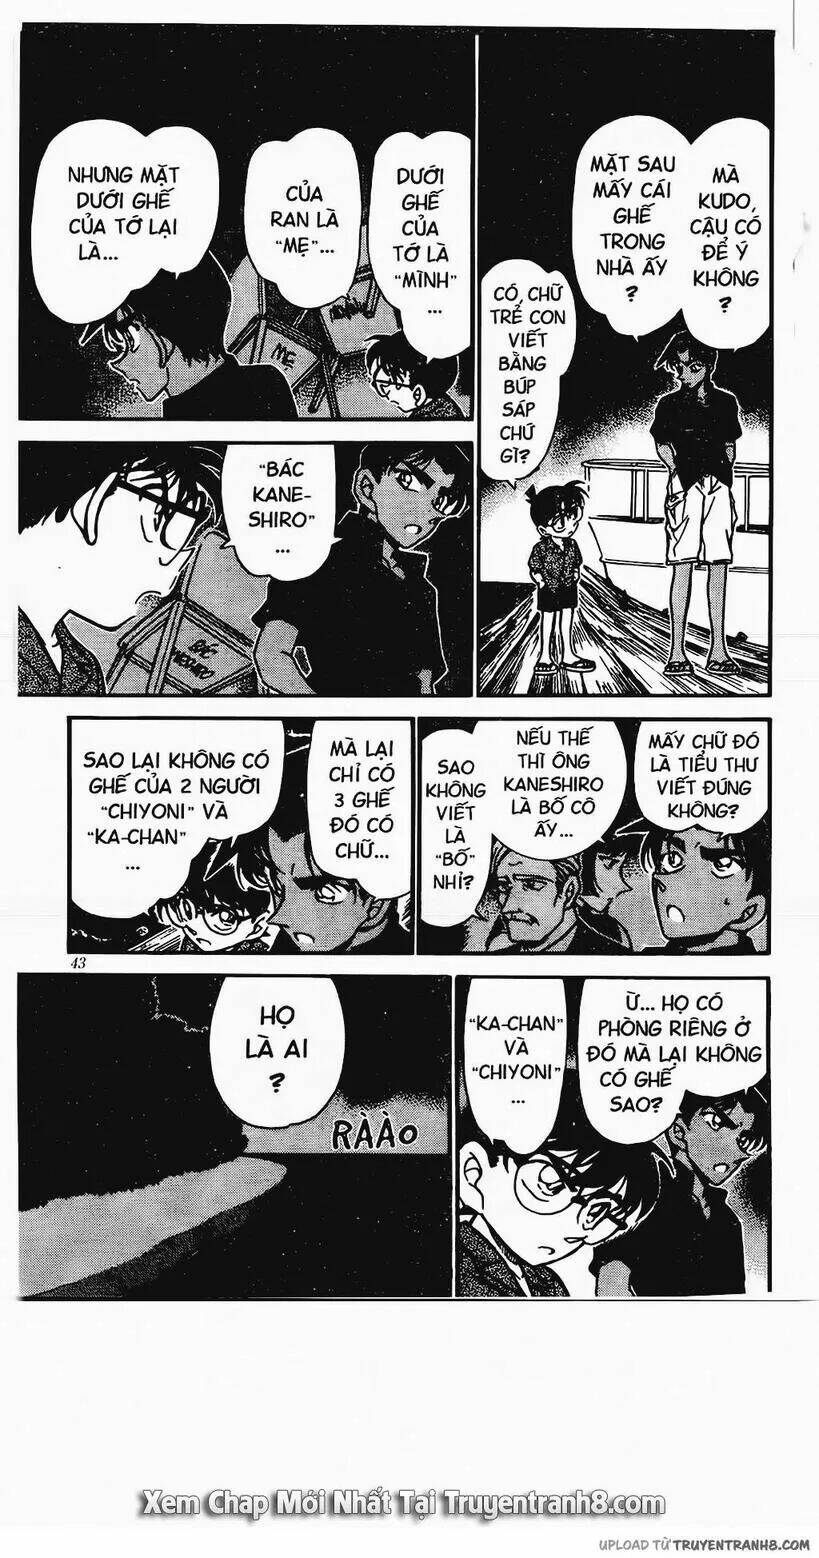 MÀ
KUDO,
CẬU CÓ
ĐỂ Ý
KHÔNG
?
MẶT SAU
MẤY CÁI
GHẾ
TRONG
NHÀ ẤY
?
CÓ, CHỮ
TRẺ CON
VIẾT
BẰNG
BÚP
SÁP
CHỨ
GÌ?
DƯỚI
GHẾ
CỦA
TỚ LÀ
"MÌNH"
...
CỦA
RAN LÀ
"MẸ"...
NHƯNG MẶT
DƯỚI GHẾ
CỦA TỚ LẠI
LÀ...
MẸ
"BÁC
KANE-
SHIRO"
...
BÁC
KANESHIRO
MẤY CHỮ ĐÓ
LÀ TIỂU THƯ
VIẾT ĐÚNG
KHÔNG?
NẾU THẾ
THÌ ÔNG
KANESHIRO
LÀ BỐ CÔ
ẤY...
SAO
KHÔNG
VIẾT
LÀ
"BỐ"
NHỈ?
MÀ LẠI
CHỈ CÓ
3 GHẾ
ĐÓ CÓ
CHỮ...
SAO LẠI KHÔNG CÓ
GHẾ CỦA 2 NGƯỜI
"CHIYONI" VÀ
"KA-CHAN"
...
43
Ừ... HỌ CÓ
PHÒNG RIÊNG Ở
ĐÓ MÀ LẠI KHÔNG
CÓ GHẾ
SAO?
"KA-CHAN"
VÀ
"CHIYONI"
...
HỌ
LÀ AI
?
RÀÀO
Xem Chap Mới Nhất Tại Truyentranh8.com
UPLOAD TỪ TRUYENTRANH8.COM